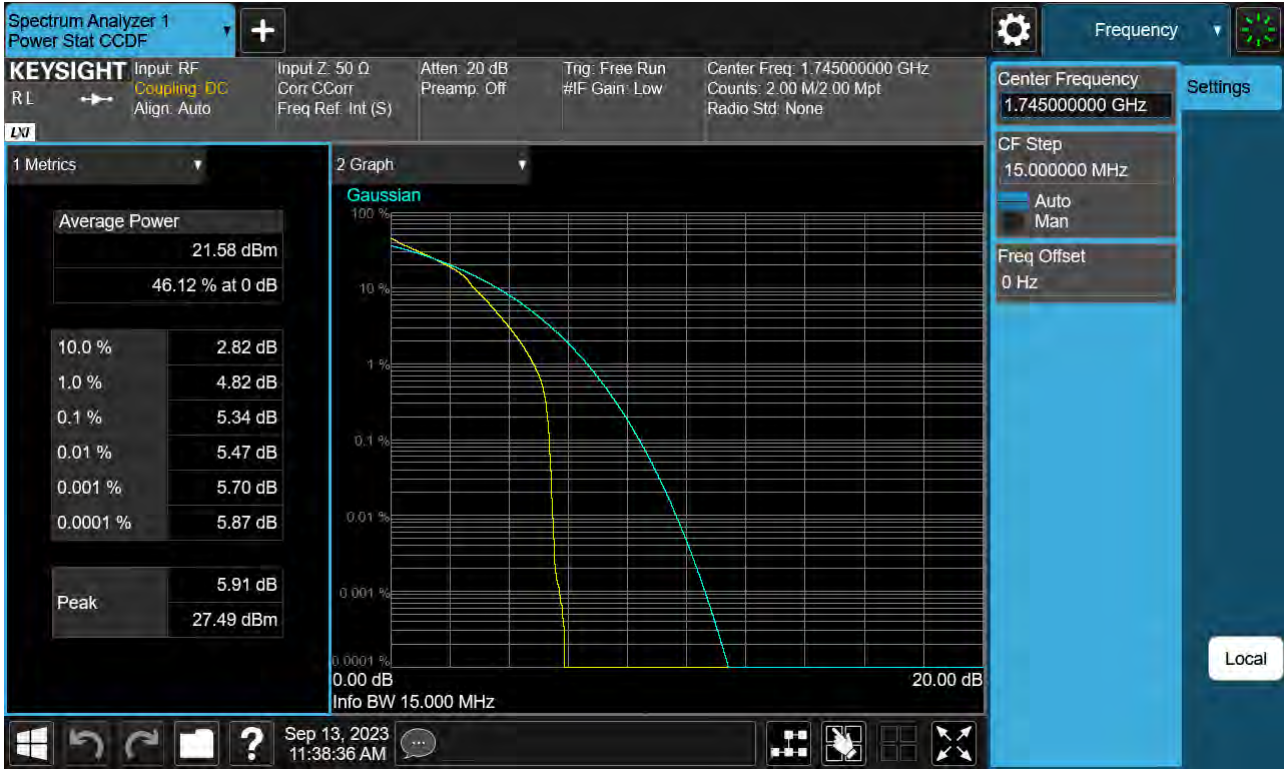 Spectrum Analyzer 1
Power Stat CCDF
Frequency
KEYSIGHT
R L
LXI
Input: RF
Coupling: DC
Align: Auto
Input Z: 50 Ω
Corr CCorr
Freq Ref: Int (S)
Atten: 20 dB
Preamp: Off
Trig: Free Run
#IF Gain: Low
Center Freq: 1.745000000 GHz
Counts: 2.00 M/2.00 Mpt
Radio Std: None
Center Frequency
1.745000000 GHz
Settings
CF Step
15.000000 MHz
Auto
Man
Freq Offset
0 Hz
Local
1 Metrics
Average Power
21.58 dBm
46.12 % at 0 dB
10.0 % 2.82 dB
1.0 % 4.82 dB
0.1 % 5.34 dB
0.01 % 5.47 dB
0.001 % 5.70 dB
0.0001 % 5.87 dB
Peak
5.91 dB
27.49 dBm
2 Graph
Gaussian
100 %
10 %
1 %
0.1 %
0.01 %
0.001 %
0.0001 %
0.00 dB
20.00 dB
Info BW 15.000 MHz
?
Sep 13, 2023
11:38:36 AM